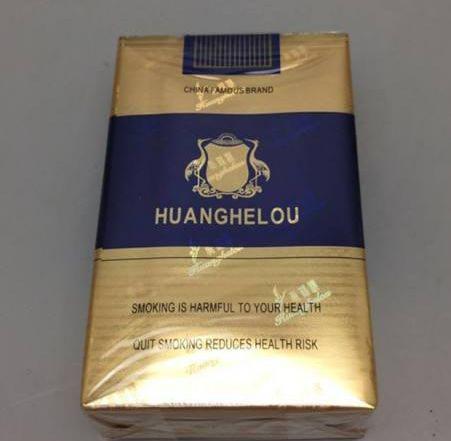 CHINA FAMOUS BRAND
HUANGHELOU
SMOKING IS HARMFUL TO YOUR HEALTH
QUIT SMOKING REDUCES HEALTH RISK